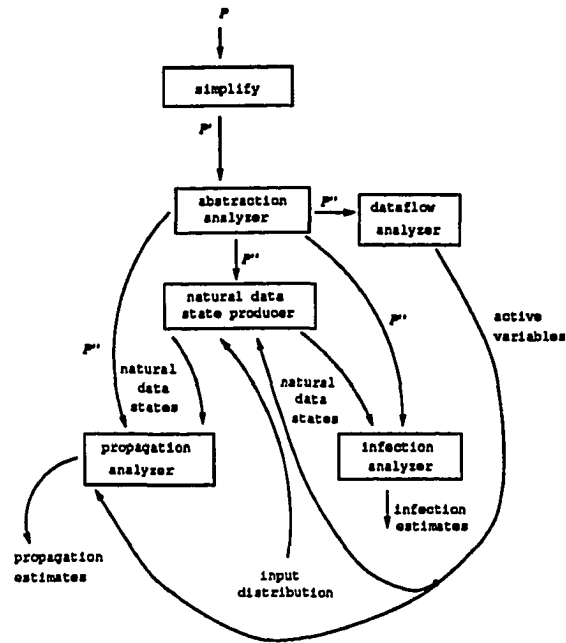 P
simplify
P'
abstraction
analyzer
P''
dataflow
analyzer
P''
natural data
state producer
active
variables
P''
P''
natural
data
states
natural
data
states
propagation
analyzer
infection
analyzer
infection
estimates
propagation
estimates
input
distribution